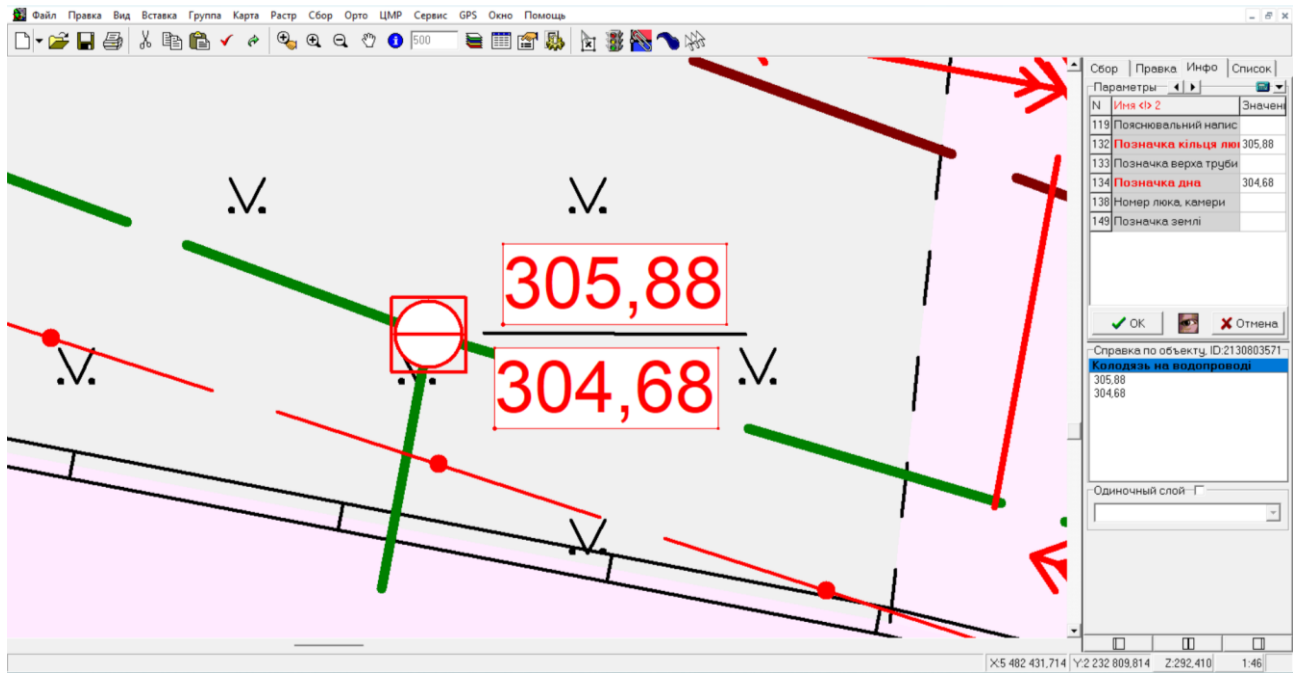 Файл Правка Вид Вставка Группа Карта Растр Сбор Орто ЦМР Сервис GPS Окно Помощь
500
Сбор Правка Инфо Список
Параметры
N Имя <I> 2 Значен
119 Пояснювальний напис
132 Позначка кільця лю 305,88
133 Позначка верха труби
134 Позначка дна 304,68
138 Номер люка, камери
149 Позначка землі
OK Отмена
Справка по объекту, ID:2130803571
Колодязь на водопроводі
305,88
304,68
Одиночный слой
305,88
304,68
X:5 482 431,714 Y:2 232 809,814 Z:292,410 1:46